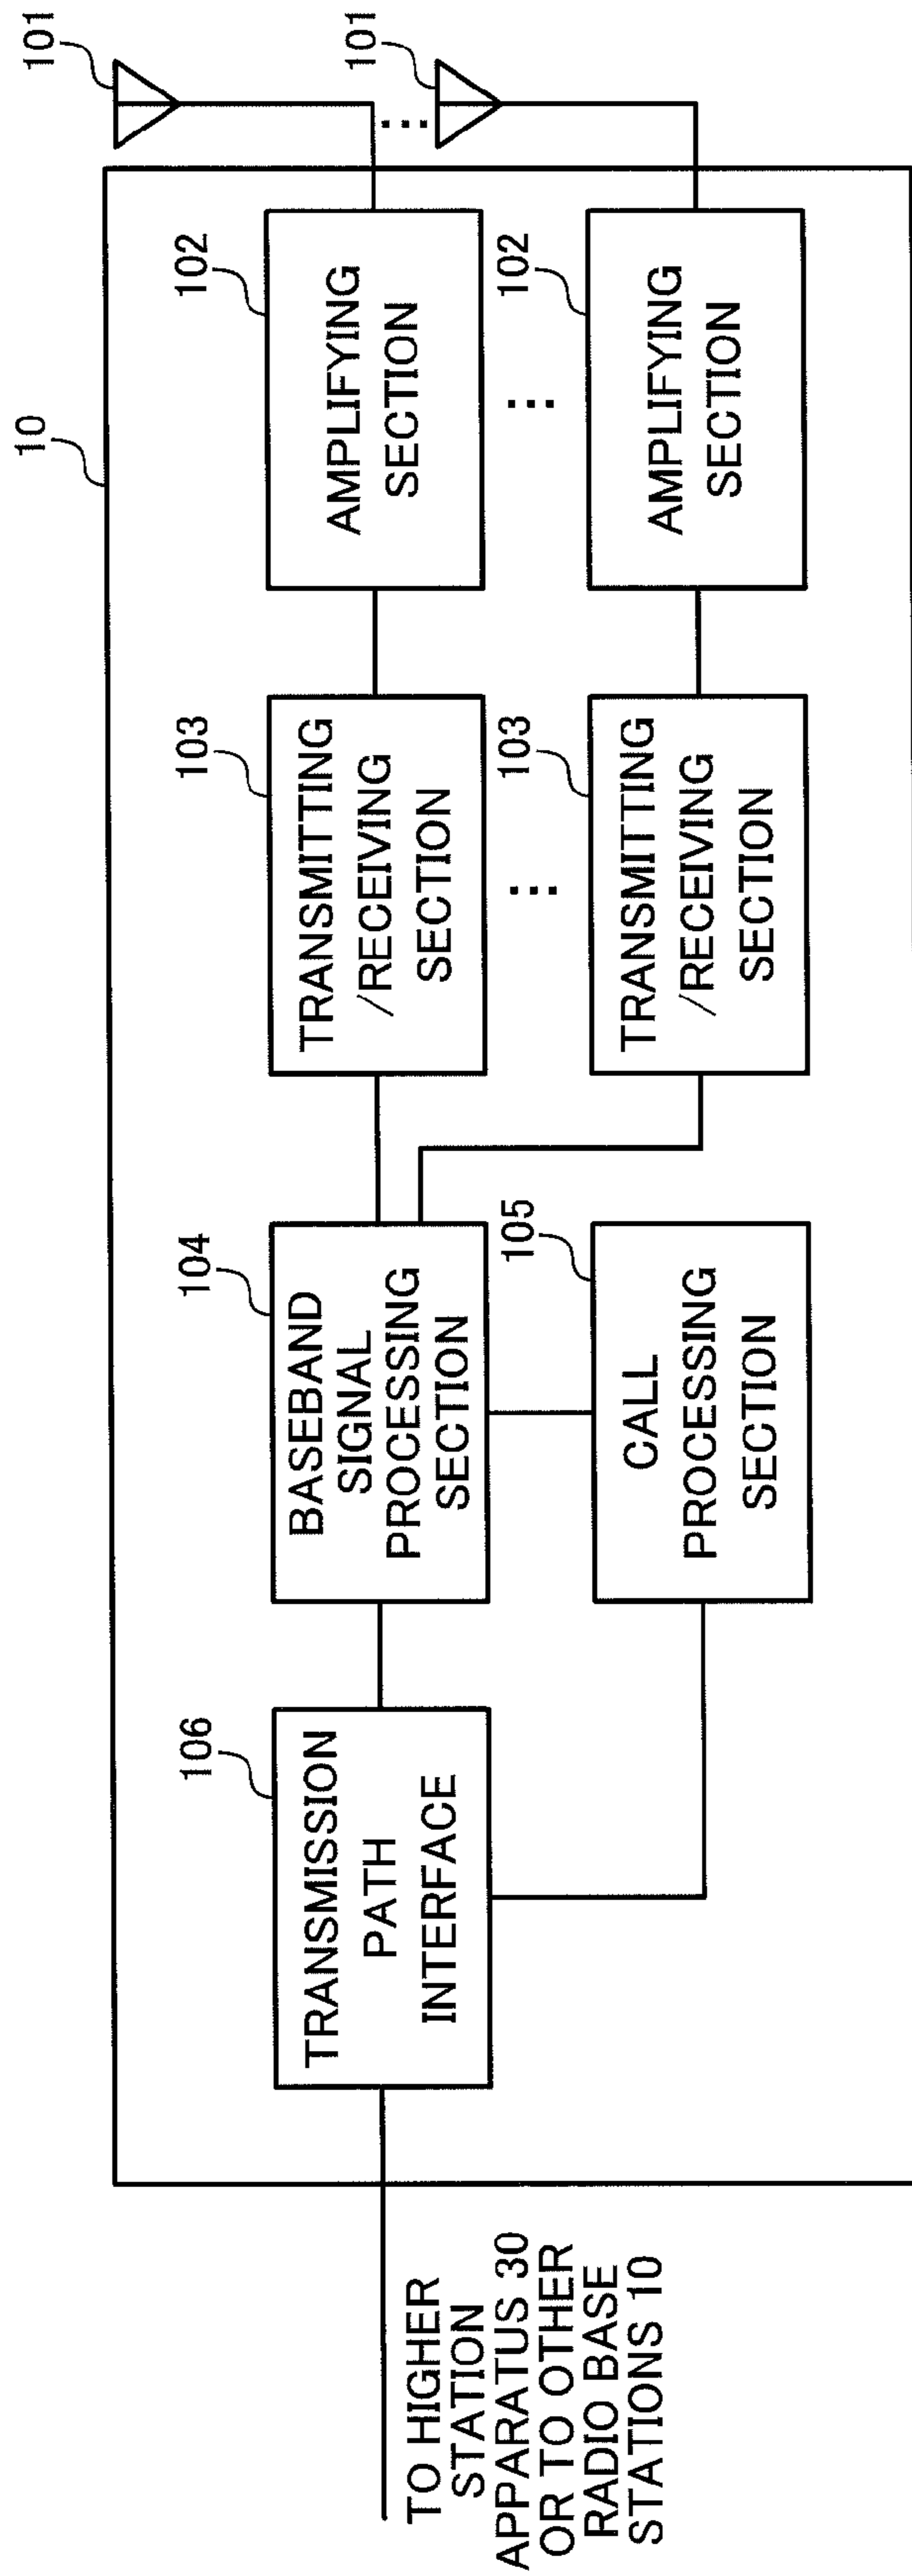 10
101
101
102
AMPLIFYING
SECTION
102
AMPLIFYING
SECTION
103
TRANSMITTING
/RECEIVING
SECTION
103
TRANSMITTING
/RECEIVING
SECTION
104
BASEBAND
SIGNAL
PROCESSING
SECTION
105
CALL
PROCESSING
SECTION
106
TRANSMISSION
PATH
INTERFACE
TO HIGHER
STATION
APPARATUS 30
OR TO OTHER
RADIO BASE
STATIONS 10